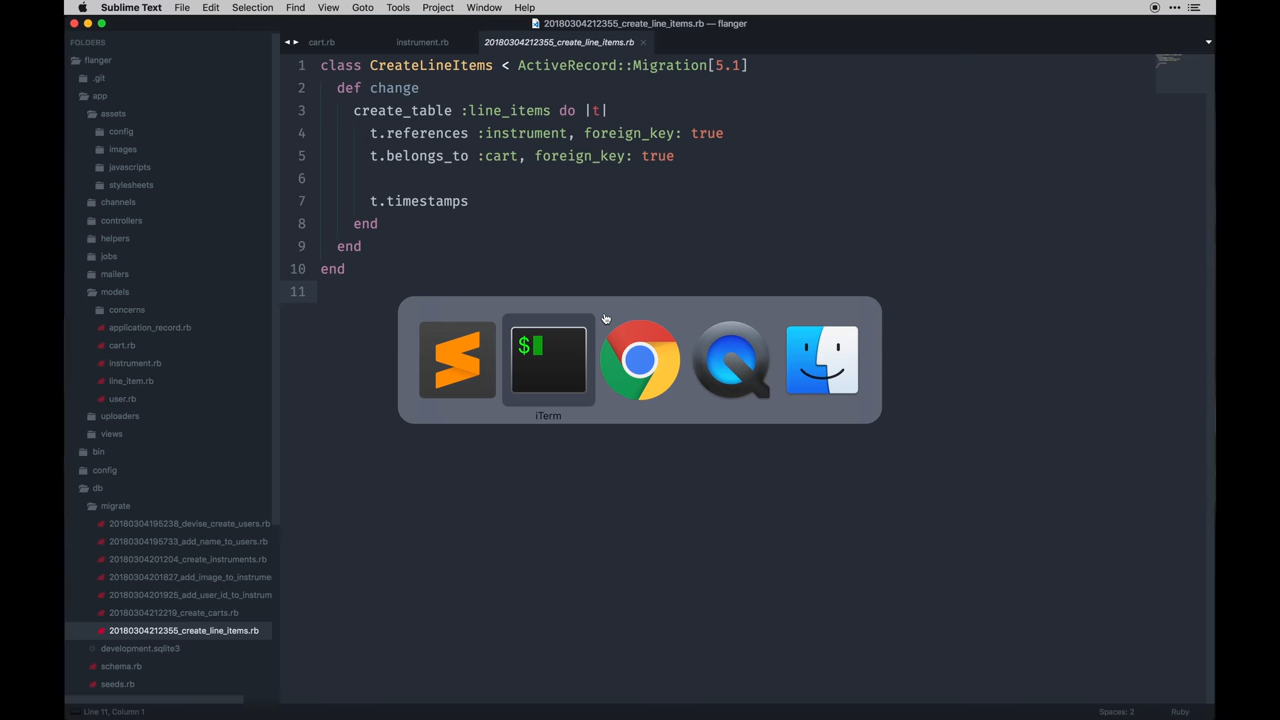 Sublime Text File Edit Selection Find View Goto Tools Project Window Help
20180304212355_create_line_items.rb — flanger
FOLDERS
flanger
.git
app
assets
config
images
javascripts
stylesheets
channels
controllers
helpers
jobs
mailers
models
concerns
application_record.rb
cart.rb
instrument.rb
line_item.rb
user.rb
uploaders
views
bin
config
db
migrate
20180304195238_devise_create_users.rb
20180304195733_add_name_to_users.rb
20180304201204_create_instruments.rb
20180304201827_add_image_to_instrume
20180304201925_add_user_id_to_instrum
20180304212219_create_carts.rb
20180304212355_create_line_items.rb
development.sqlite3
schema.rb
seeds.rb
cart.rb instrument.rb 20180304212355_create_line_items.rb ×
1 class CreateLineItems < ActiveRecord::Migration[5.1]
2 def change
3 create_table :line_items do |t|
4 t.references :instrument, foreign_key: true
5 t.belongs_to :cart, foreign_key: true
6
7 t.timestamps
8 end
9 end
10 end
11
$
iTerm
Line 11, Column 1 Spaces: 2 Ruby